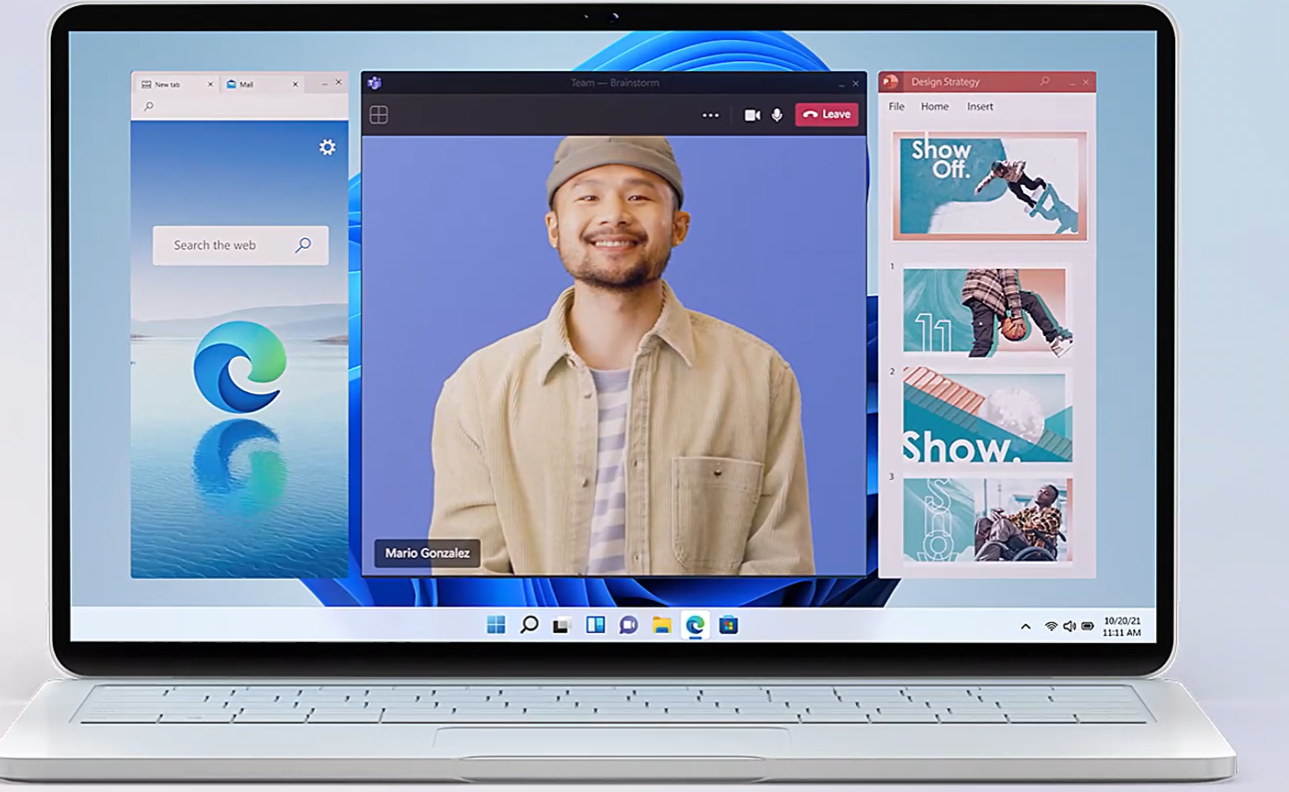 New tab
Mail
Search the web
Team — Brainstorm
Leave
Mario Gonzalez
Design Strategy
File Home Insert
Show
Off.
1
11
2
Show.
3
Show
10/20/21
11:11 AM